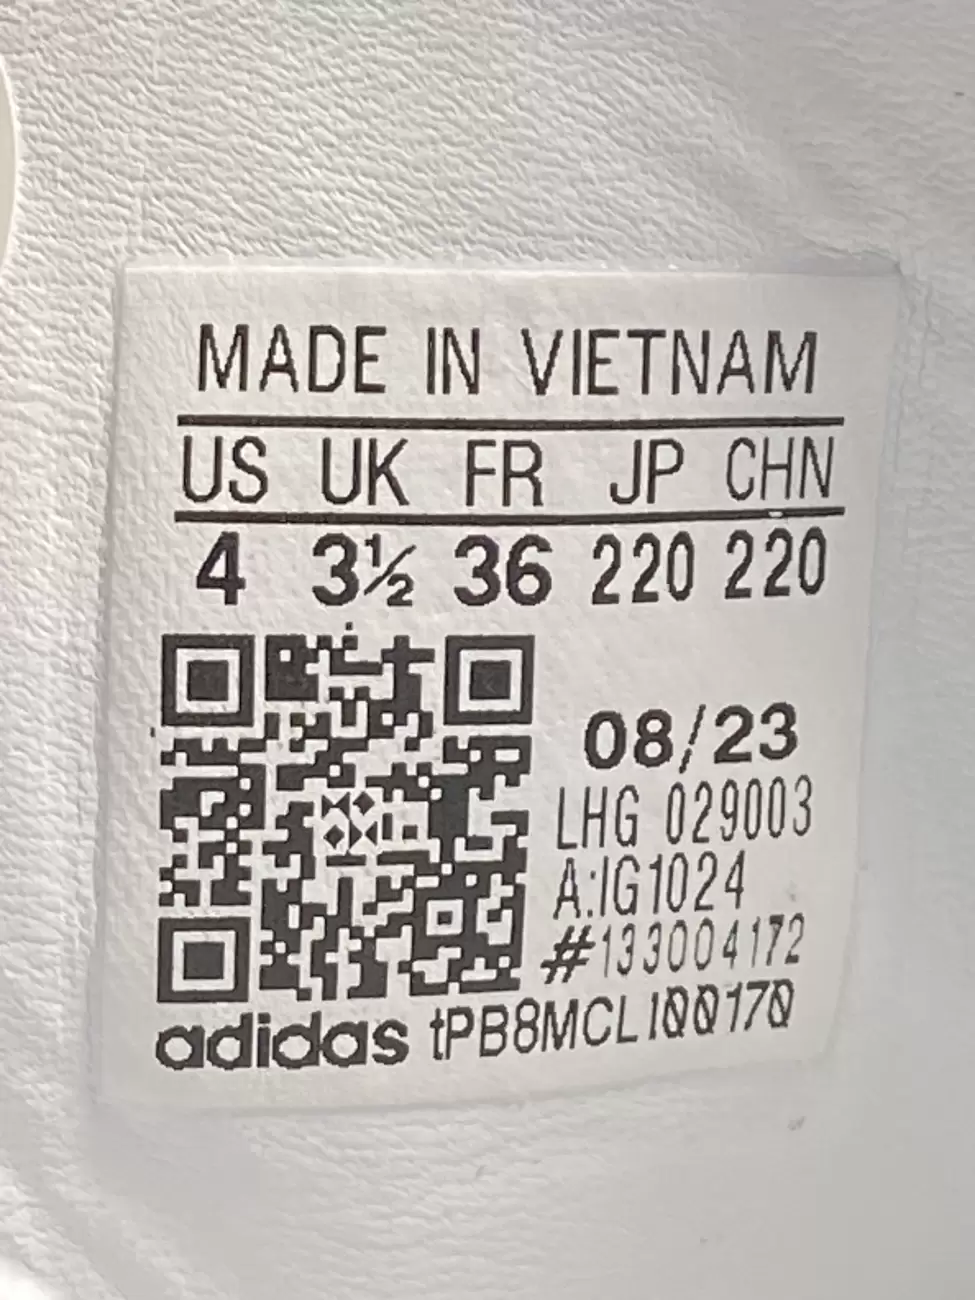 MADE IN VIETNAM
US UK FR JP CHN
4 3½ 36 220 220
08/23
LHG 029003
A:IG1024
#133004172
adidas tPB8MCL100170